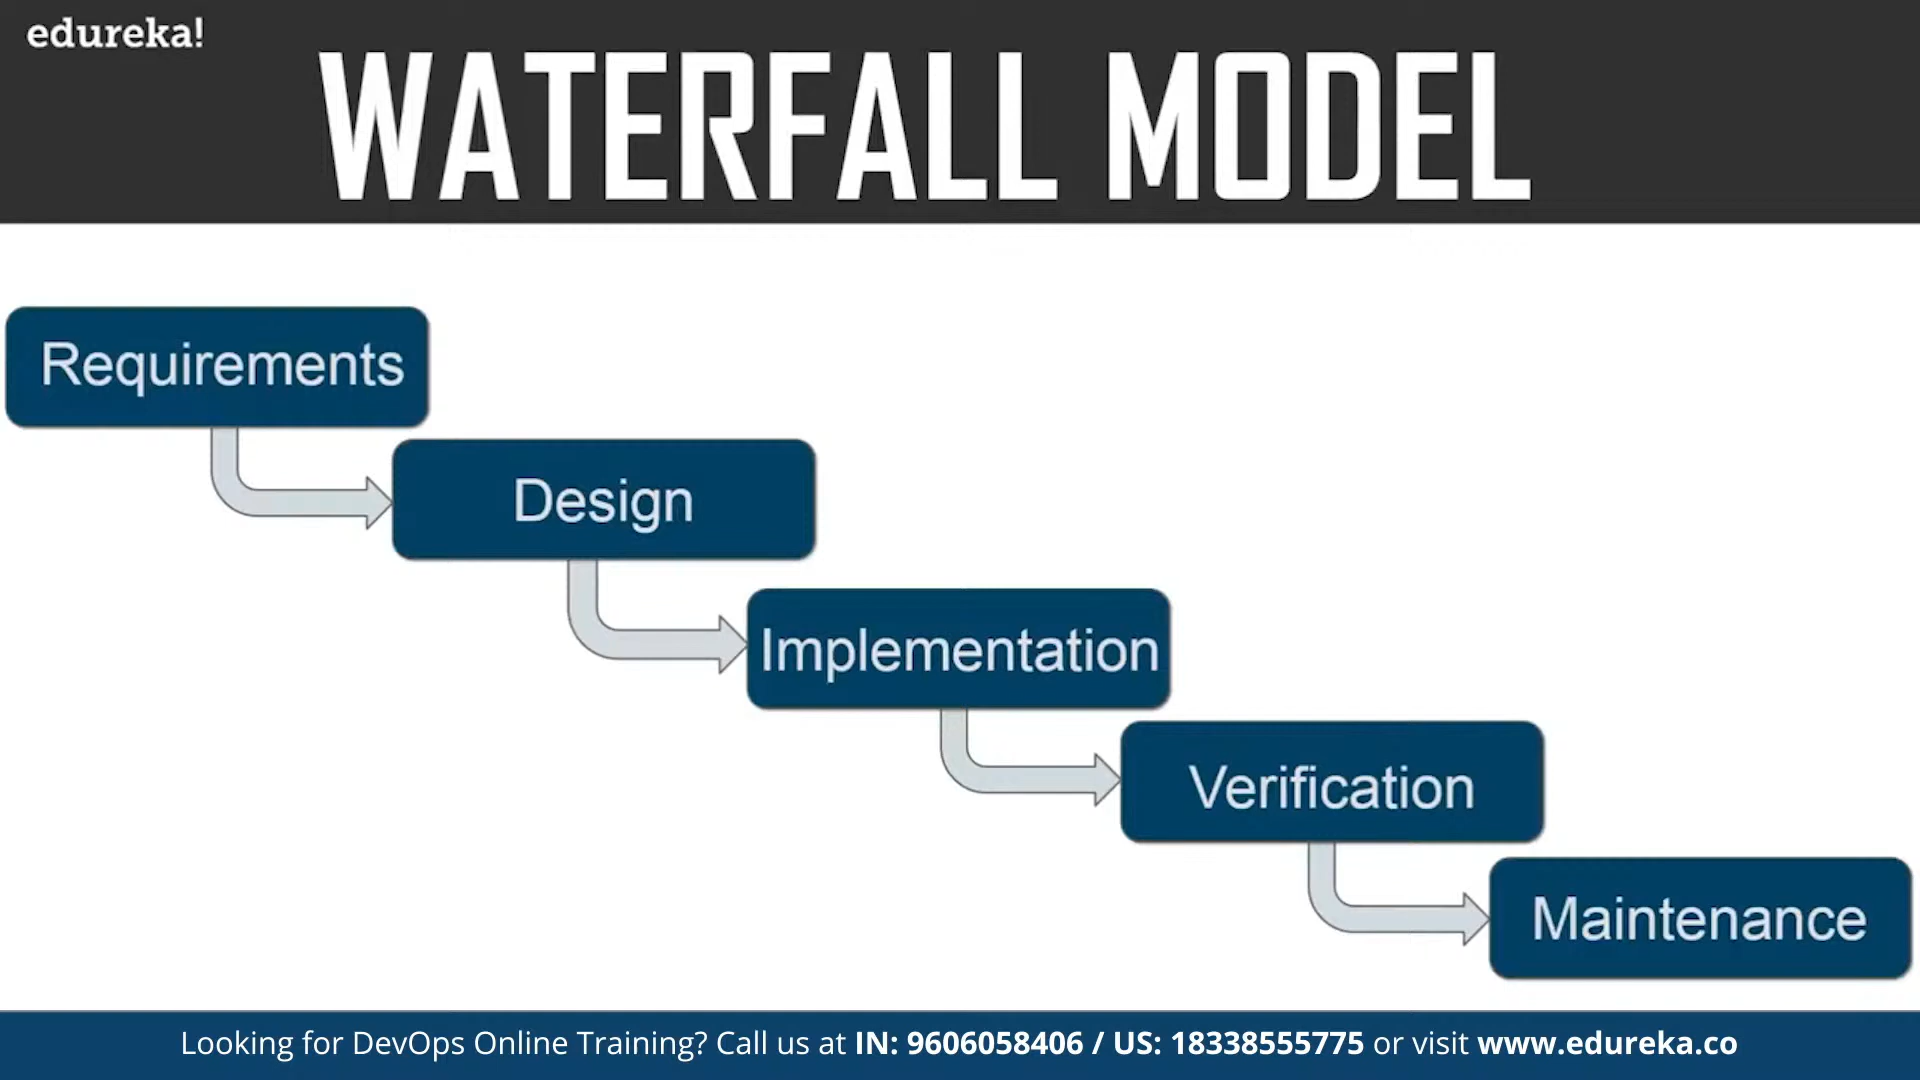 edureka!
WATERFALL MODEL
Requirements
Design
Implementation
Verification
Maintenance
Looking for DevOps Online Training? Call us at IN: 9606058406 / US: 18338555775 or visit www.edureka.co